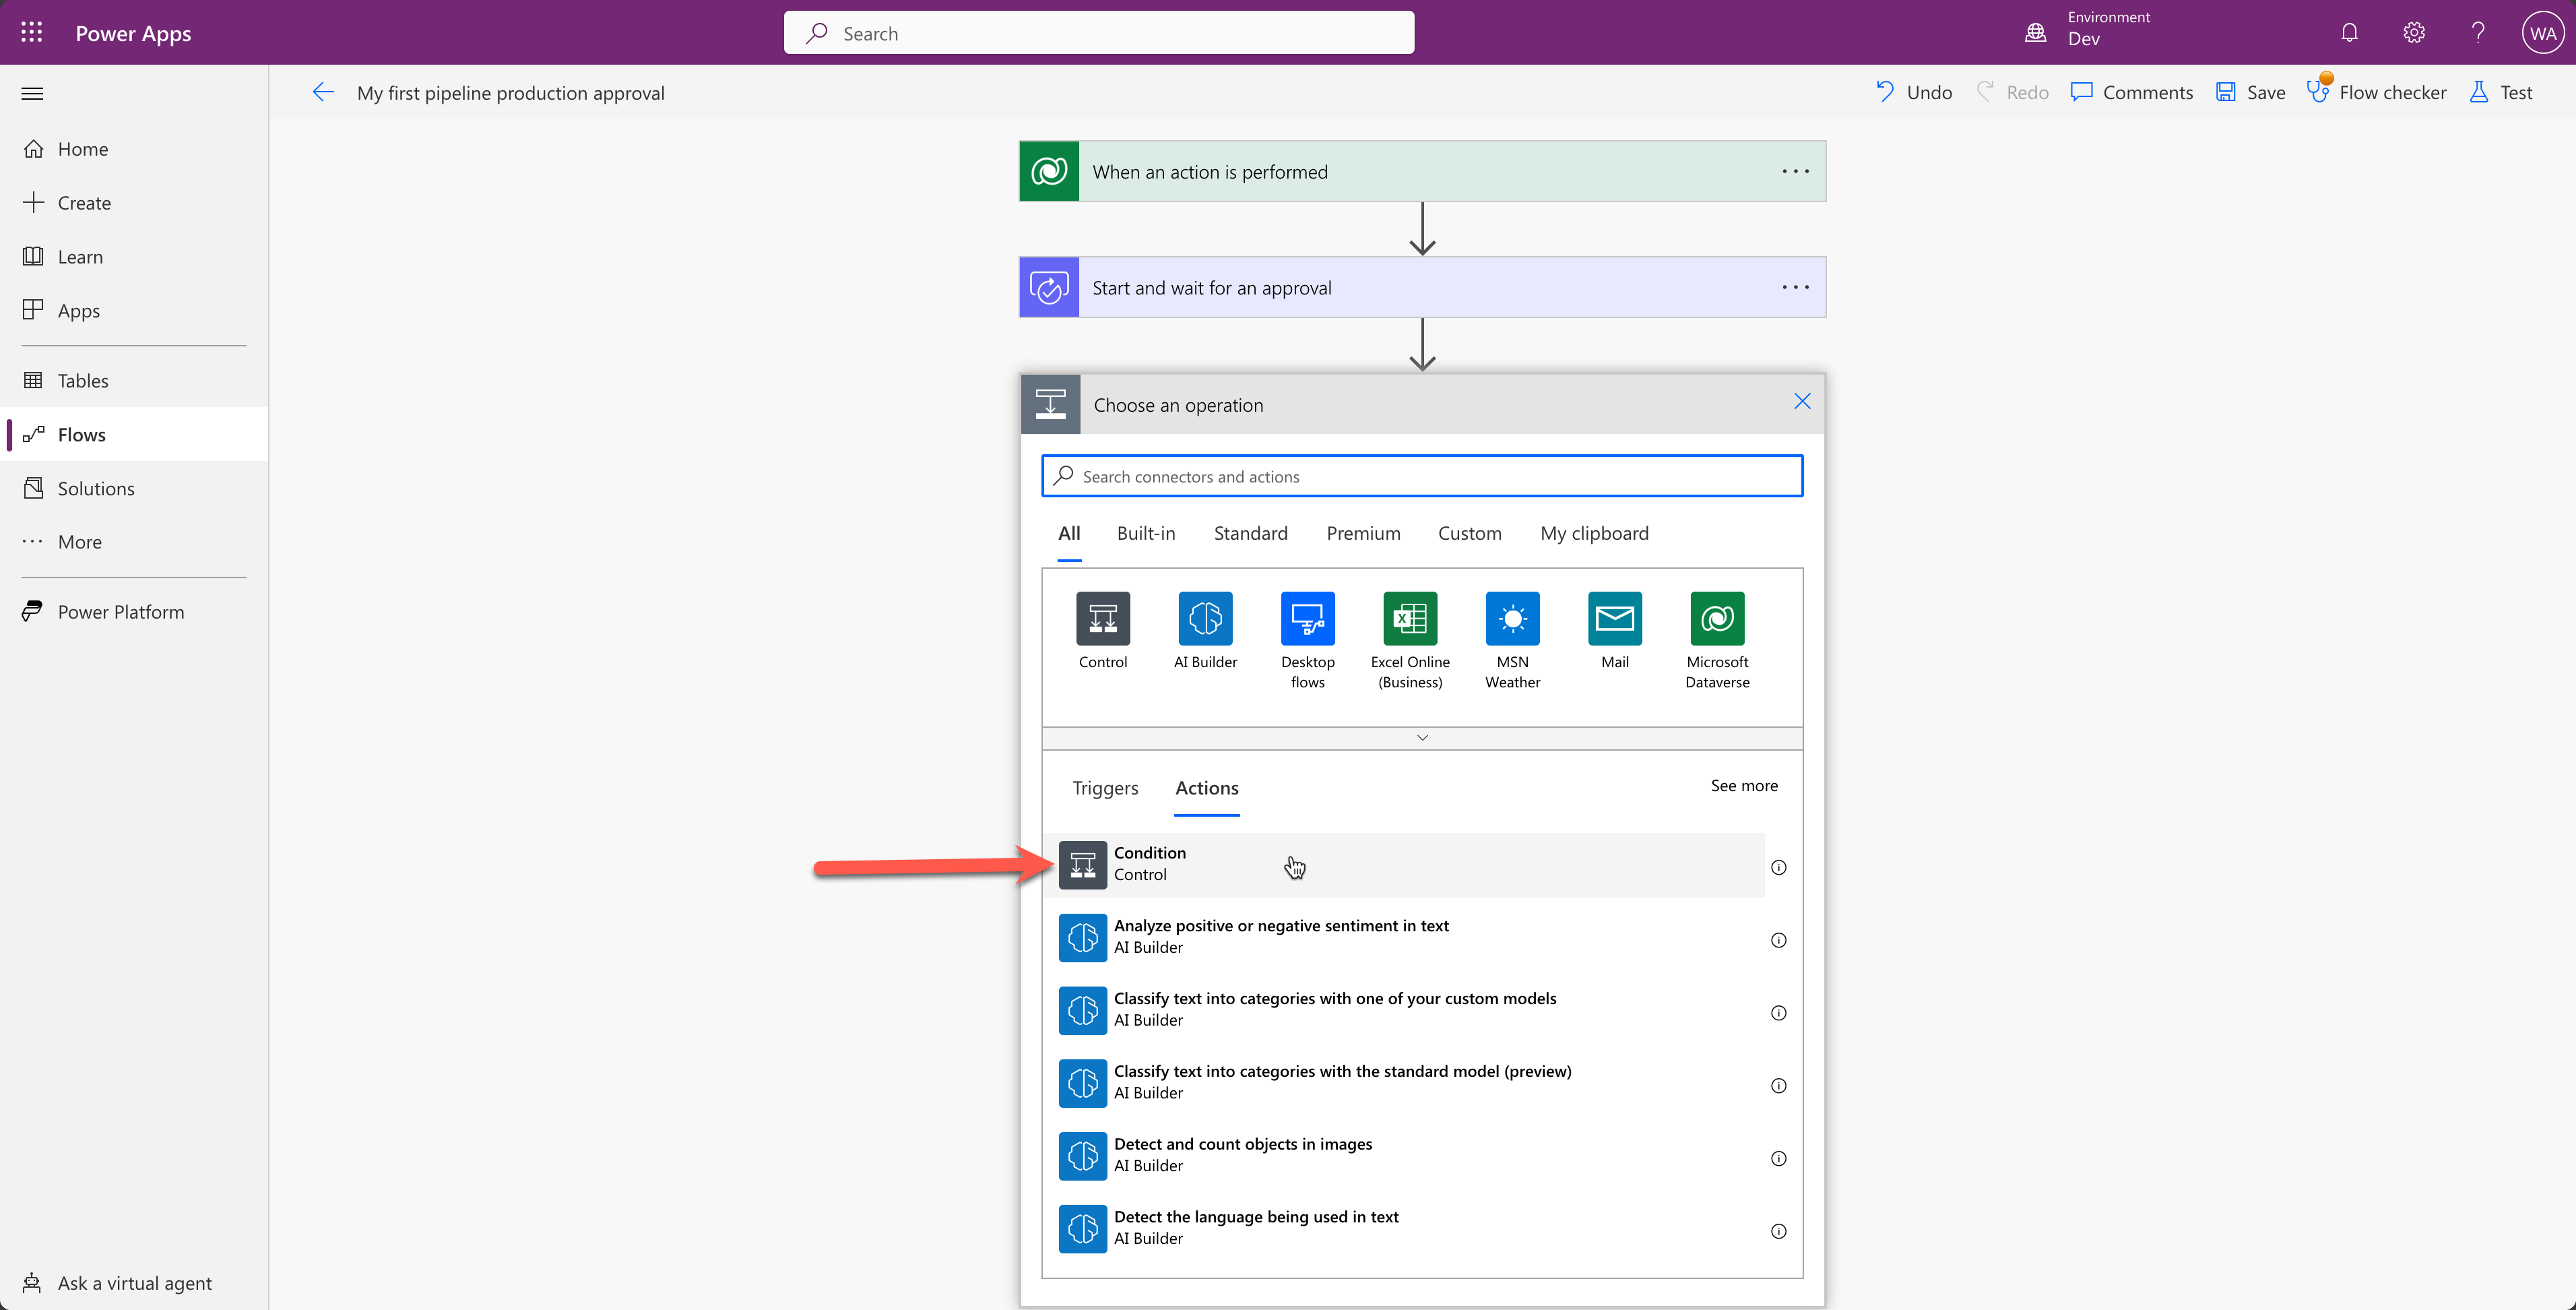 Power Apps
Search
Environment
Dev
WA
My first pipeline production approval
Undo
Redo
Comments
Save
Flow checker
Test
Home
Create
Learn
Apps
Tables
Flows
Solutions
More
Power Platform
Ask a virtual agent
When an action is performed
Start and wait for an approval
Choose an operation
Search connectors and actions
All
Built-in
Standard
Premium
Custom
My clipboard
Control
AI Builder
Desktop
flows
Excel Online
(Business)
MSN
Weather
Mail
Microsoft
Dataverse
Triggers
Actions
See more
Condition
Control
Analyze positive or negative sentiment in text
AI Builder
Classify text into categories with one of your custom models
AI Builder
Classify text into categories with the standard model (preview)
AI Builder
Detect and count objects in images
AI Builder
Detect the language being used in text
AI Builder